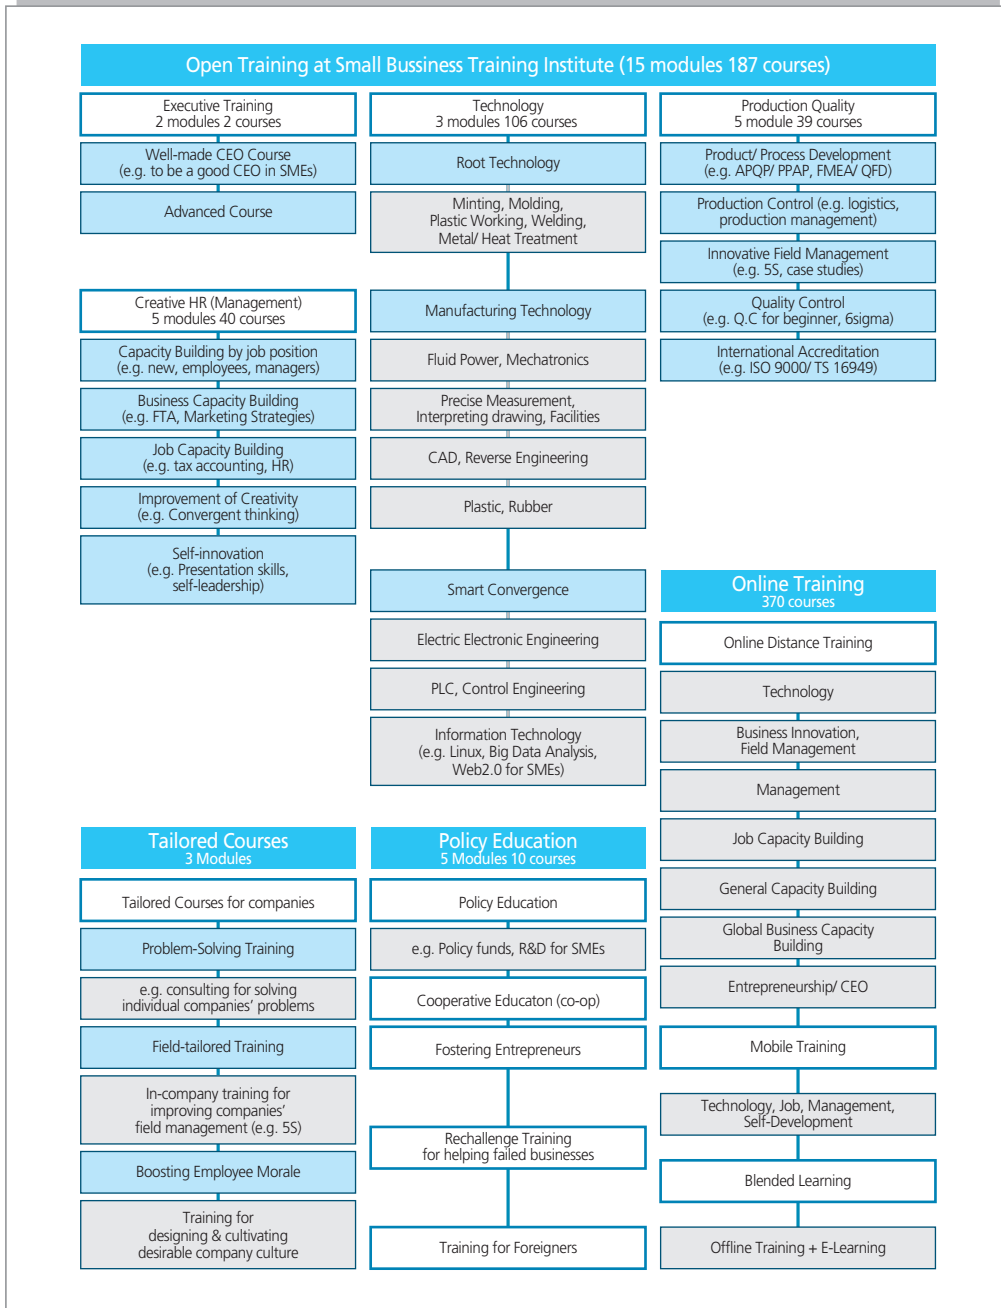 Open Training at Small Bussiness Training Institute (15 modules 187 courses)
Executive Training
2 modules 2 courses
Well-made CEO Course
(e.g. to be a good CEO in SMEs)
Advanced Course
Creative HR (Management)
5 modules 40 courses
Capacity Building by job position
(e.g. new, employees, managers)
Business Capacity Building
(e.g. FTA, Marketing Strategies)
Job Capacity Building
(e.g. tax accounting, HR)
Improvement of Creativity
(e.g. Convergent thinking)
Self-innovation
(e.g. Presentation skills,
self-leadership)
Technology
3 modules 106 courses
Root Technology
Minting, Molding,
Plastic Working, Welding,
Metal/ Heat Treatment
Manufacturing Technology
Fluid Power, Mechatronics
Precise Measurement,
Interpreting drawing, Facilities
CAD, Reverse Engineering
Plastic, Rubber
Smart Convergence
Electric Electronic Engineering
PLC, Control Engineering
Information Technology
(e.g. Linux, Big Data Analysis,
Web2.0 for SMEs)
Production Quality
5 module 39 courses
Product/ Process Development
(e.g. APQP/ PPAP, FMEA/ QFD)
Production Control (e.g. logistics,
production management)
Innovative Field Management
(e.g. 5S, case studies)
Quality Control
(e.g. Q.C for beginner, 6sigma)
International Accreditation
(e.g. ISO 9000/ TS 16949)
Tailored Courses
3 Modules
Tailored Courses for companies
Problem-Solving Training
e.g. consulting for solving
individual companies' problems
Field-tailored Training
In-company training for
improving companies'
field management (e.g. 5S)
Boosting Employee Morale
Training for
designing & cultivating
desirable company culture
Policy Education
5 Modules 10 courses
Policy Education
e.g. Policy funds, R&D for SMEs
Cooperative Educaton (co-op)
Fostering Entrepreneurs
Rechallenge Training
for helping failed businesses
Training for Foreigners
Online Training
370 courses
Online Distance Training
Technology
Business Innovation,
Field Management
Management
Job Capacity Building
General Capacity Building
Global Business Capacity
Building
Entrepreneurship/ CEO
Mobile Training
Technology, Job, Management,
Self-Development
Blended Learning
Offline Training + E-Learning